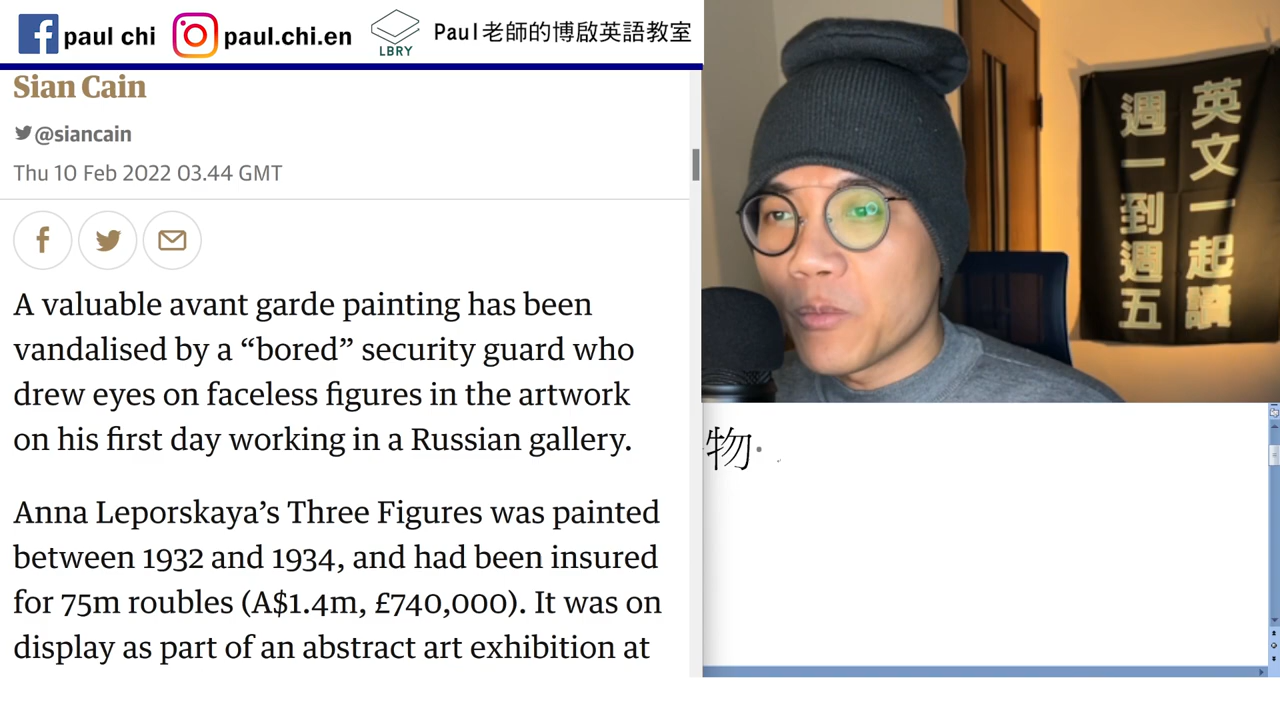 paul chi
paul.chi.en
LBRY
Paul老師的博啟英語教室
Sian Cain
@siancain
Thu 10 Feb 2022 03.44 GMT
A valuable avant garde painting has been
vandalised by a “bored” security guard who
drew eyes on faceless figures in the artwork
on his first day working in a Russian gallery.
Anna Leporskaya’s Three Figures was painted
between 1932 and 1934, and had been insured
for 75m roubles (A$1.4m, £740,000). It was on
display as part of an abstract art exhibition at
英文一起讀
週一到週五
物